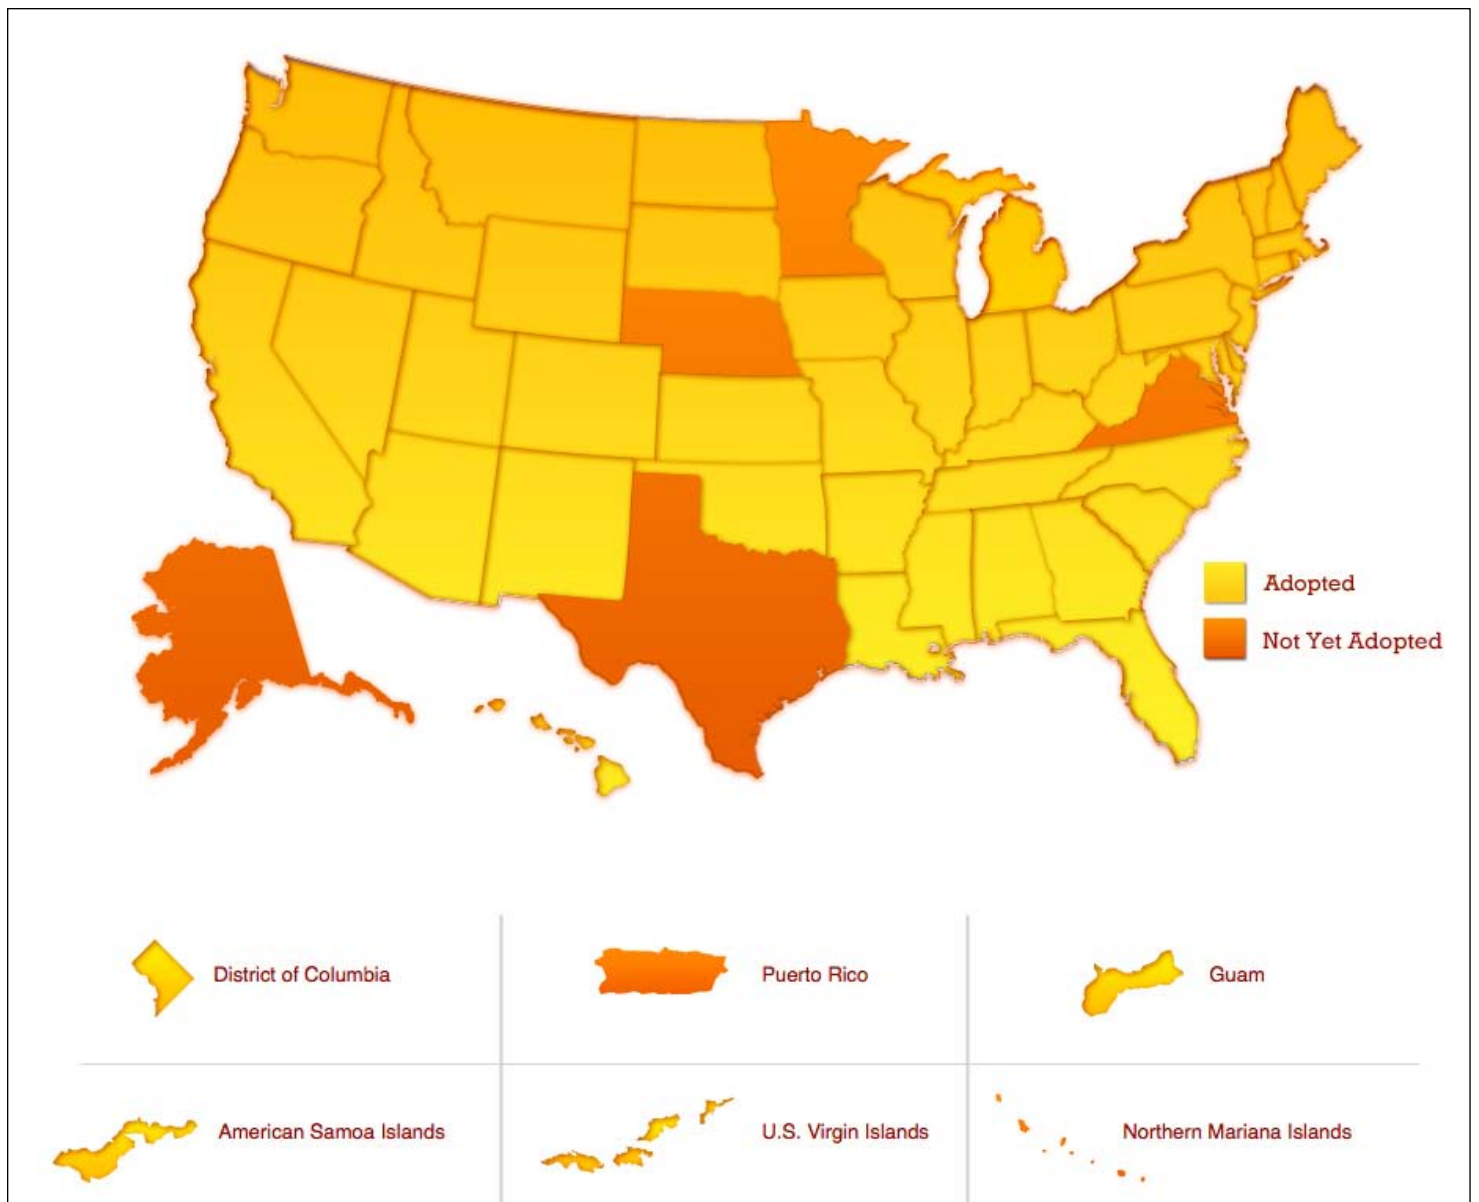 Adopted
Not Yet Adopted
District of Columbia
Puerto Rico
Guam
American Samoa Islands
U.S. Virgin Islands
Northern Mariana Islands